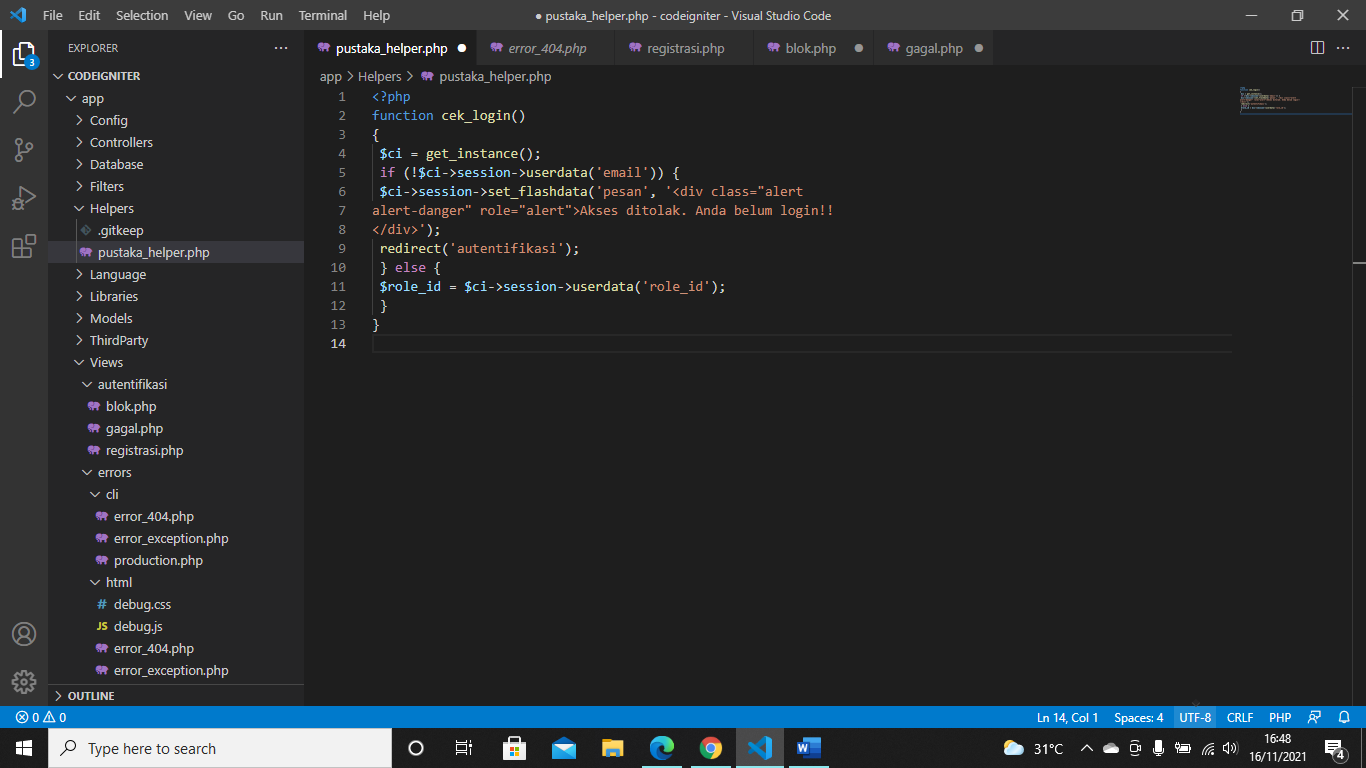 File Edit Selection View Go Run Terminal Help
● pustaka_helper.php - codeigniter - Visual Studio Code
EXPLORER
CODEIGNITER
app
Config
Controllers
Database
Filters
Helpers
.gitkeep
pustaka_helper.php
Language
Libraries
Models
ThirdParty
Views
autentifikasi
blok.php
gagal.php
registrasi.php
errors
cli
error_404.php
error_exception.php
production.php
html
debug.css
debug.js
error_404.php
error_exception.php
OUTLINE
3
pustaka_helper.php error_404.php registrasi.php blok.php gagal.php
app > Helpers > pustaka_helper.php
1 <?php
2 function cek_login()
3 {
4 $ci = get_instance();
5 if (!$ci->session->userdata('email')) {
6 $ci->session->set_flashdata('pesan', '<div class="alert
7 alert-danger" role="alert">Akses ditolak. Anda belum login!!
8 </div>');
9 redirect('autentifikasi');
10 } else {
11 $role_id = $ci->session->userdata('role_id');
12 }
13 }
14
0 0
Ln 14, Col 1 Spaces: 4 UTF-8 CRLF PHP
Type here to search
31°C
16:48
16/11/2021
4